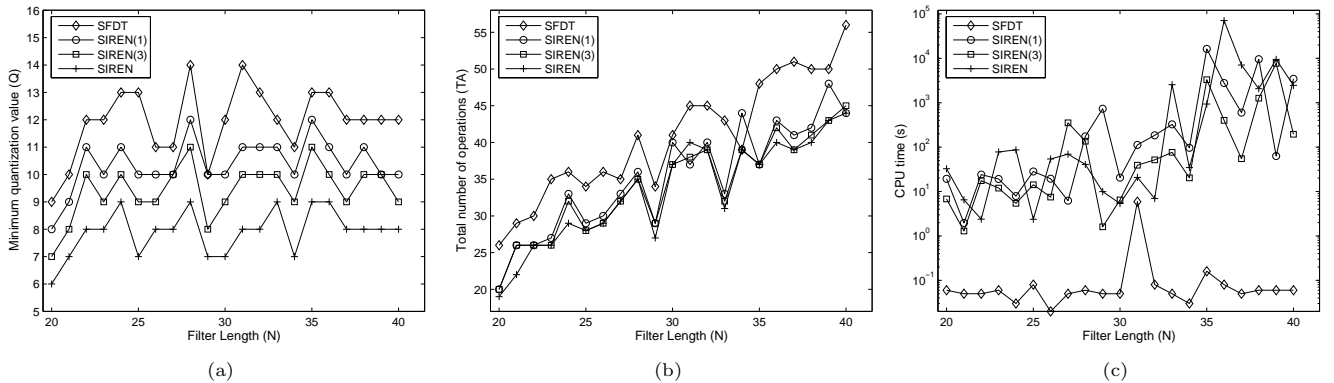 16
15
14
13
12
11
10
9
8
7
6
5
20
25
30
35
40
Minimum quantization value (Q)
Filter Length (N)
SFDT
SIREN(1)
SIREN(3)
SIREN
(a)
55
50
45
40
35
30
25
20
20
25
30
35
40
Total number of operations (TA)
Filter Length (N)
SFDT
SIREN(1)
SIREN(3)
SIREN
(b)
10^5
10^4
10^3
10^2
10^1
10^0
10^-1
20
25
30
35
40
CPU time (s)
Filter Length (N)
SFDT
SIREN(1)
SIREN(3)
SIREN
(c)